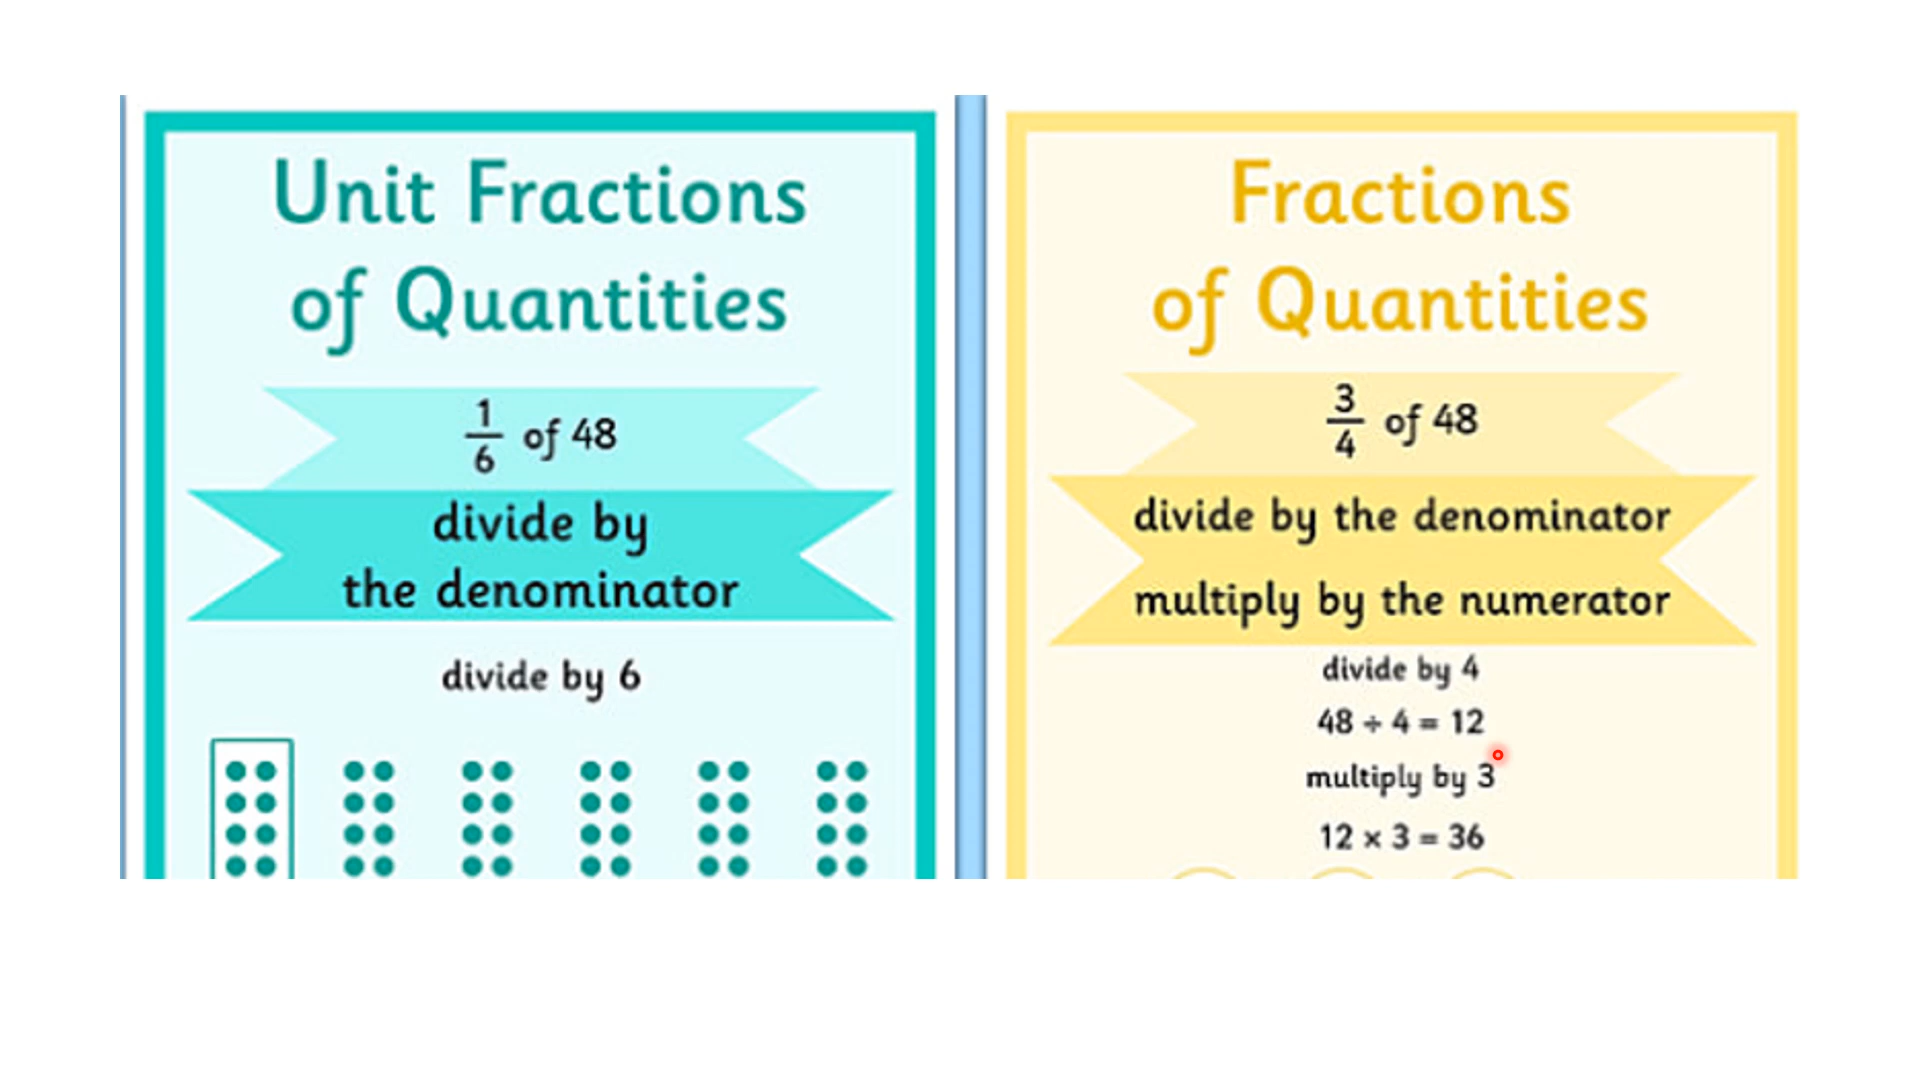 Unit Fractions
of Quantities
1/6 of 48
divide by
the denominator
divide by 6
Fractions
of Quantities
3/4 of 48
divide by the denominator
multiply by the numerator
divide by 4
48 ÷ 4 = 12
multiply by 3
12 × 3 = 36